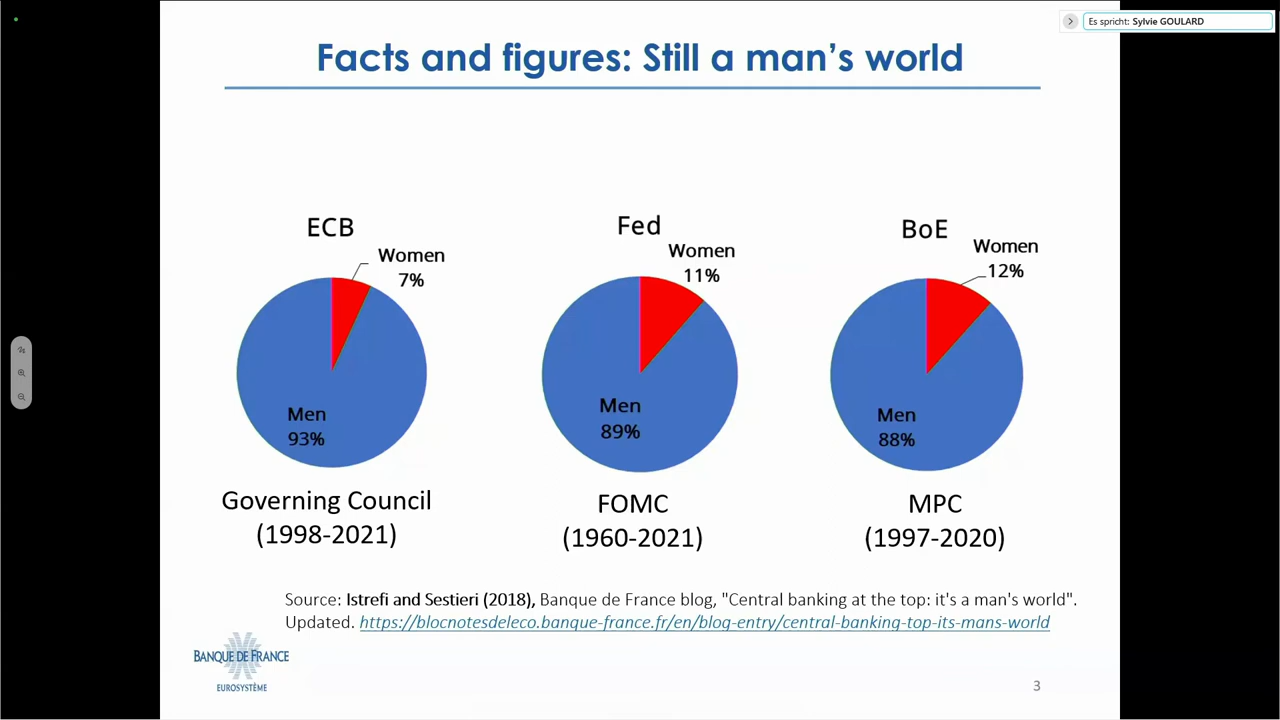 Es spricht: Sylvie GOULARD
Facts and figures: Still a man's world
ECB
Women
7%
Men
93%
Governing Council
(1998-2021)
Fed
Women
11%
Men
89%
FOMC
(1960-2021)
BoE
Women
12%
Men
88%
MPC
(1997-2020)
Source: Istrefi and Sestieri (2018), Banque de France blog, "Central banking at the top: it's a man's world".
Updated. https://blocnotesdeleco.banque-france.fr/en/blog-entry/central-banking-top-its-mans-world
BANQUE DE FRANCE
EUROSYSTÈME
3